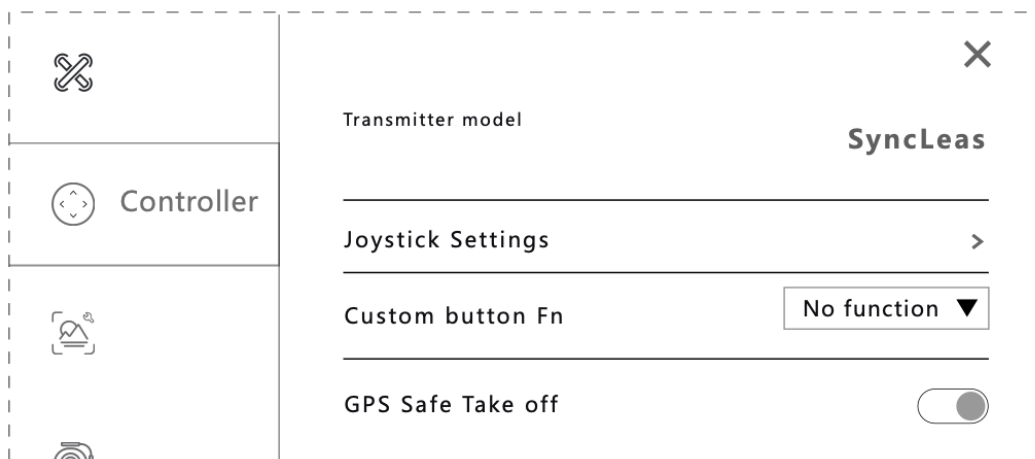 Transmitter model
SyncLeas
Controller
Joystick Settings
Custom button Fn
No function
GPS Safe Take off